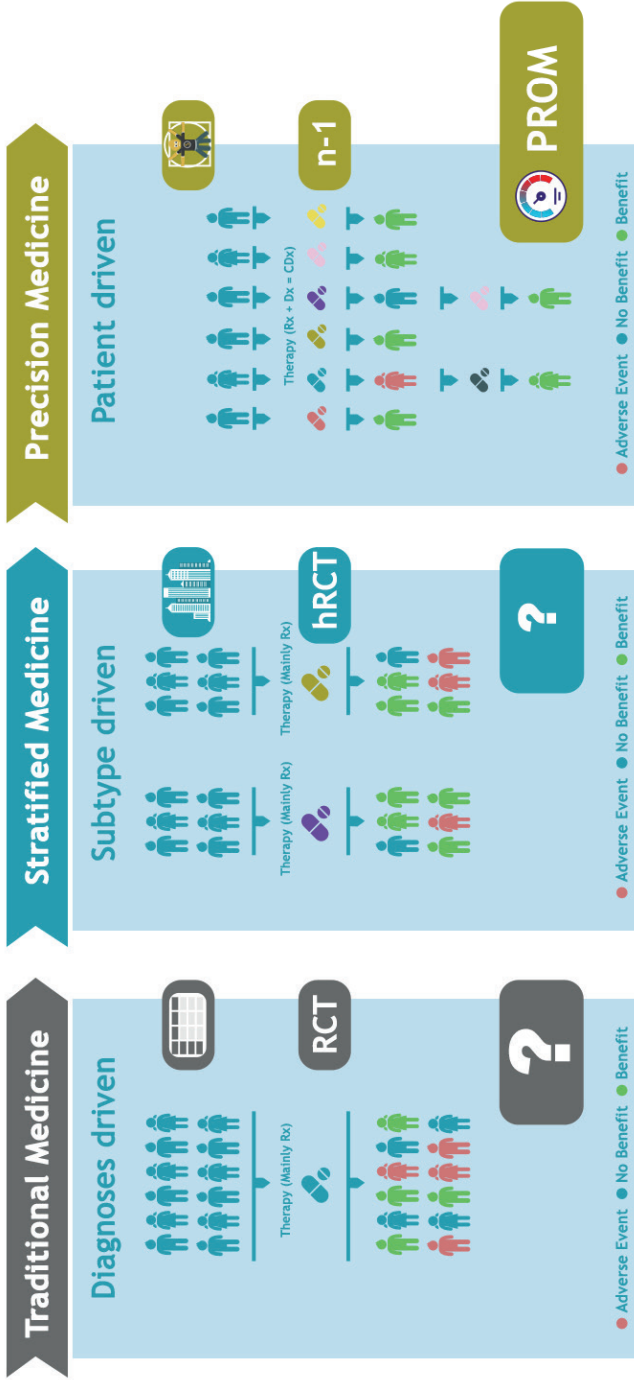 Traditional Medicine
Diagnoses driven
Therapy (Mainly Rx)
RCT
?
Adverse Event No Benefit Benefit
Stratified Medicine
Subtype driven
Therapy (Mainly Rx) Therapy (Mainly Rx)
hRCT
?
Adverse Event No Benefit Benefit
Precision Medicine
Patient driven
Therapy (Rx + Dx = CDx)
n-1
PROM
Adverse Event No Benefit Benefit